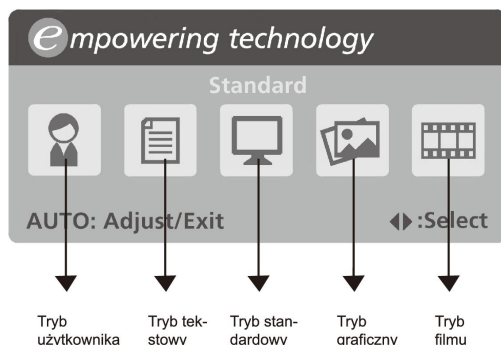 empowering technology
Standard
AUTO: Adjust/Exit
:Select
Tryb użytkownika
Tryb tek-
stowy
Tryb stan-
dardowy
Tryb
graficzny
Tryb
filmu